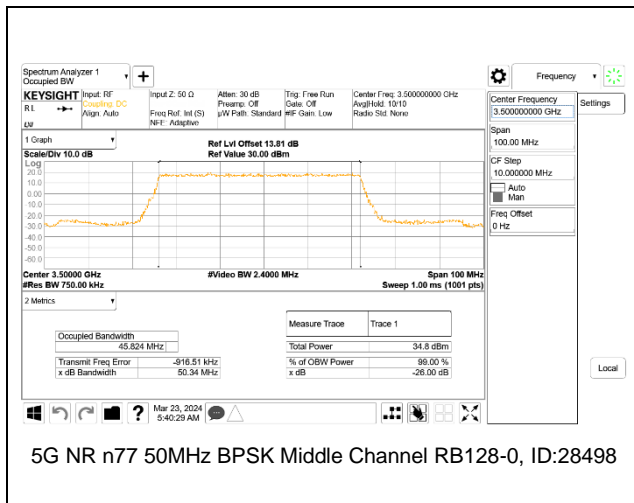 Spectrum Analyzer 1
Occupied BW
Frequency
KEYSIGHT
Input: RF
Coupling: DC
Align: Auto
Input Z: 50 Ω
Freq Ref: Int (S)
NFE: Adaptive
Atten: 30 dB
Preamp: Off
µW Path: Standard
Trig: Free Run
Gate: Off
#IF Gain: Low
Center Freq: 3.500000000 GHz
Avg|Hold: 10/10
Radio Std: None
Center Frequency
3.500000000 GHz
Settings
Span
100.00 MHz
CF Step
10.000000 MHz
Auto
Man
Freq Offset
0 Hz
1 Graph
Scale/Div 10.0 dB
Ref Lvl Offset 13.81 dB
Ref Value 30.00 dBm
Log
20.0
10.0
0.00
-10.0
-20.0
-30.0
-40.0
-50.0
-60.0
Center 3.50000 GHz
#Video BW 2.4000 MHz
Span 100 MHz
#Res BW 750.00 kHz
Sweep 1.00 ms (1001 pts)
2 Metrics
Measure Trace Trace 1
Occupied Bandwidth
45.824 MHz
Total Power 34.8 dBm
Transmit Freq Error -916.51 kHz
% of OBW Power 99.00 %
x dB Bandwidth 50.34 MHz
x dB -26.00 dB
Local
?
Mar 23, 2024
5:40:29 AM
5G NR n77 50MHz BPSK Middle Channel RB128-0, ID:28498